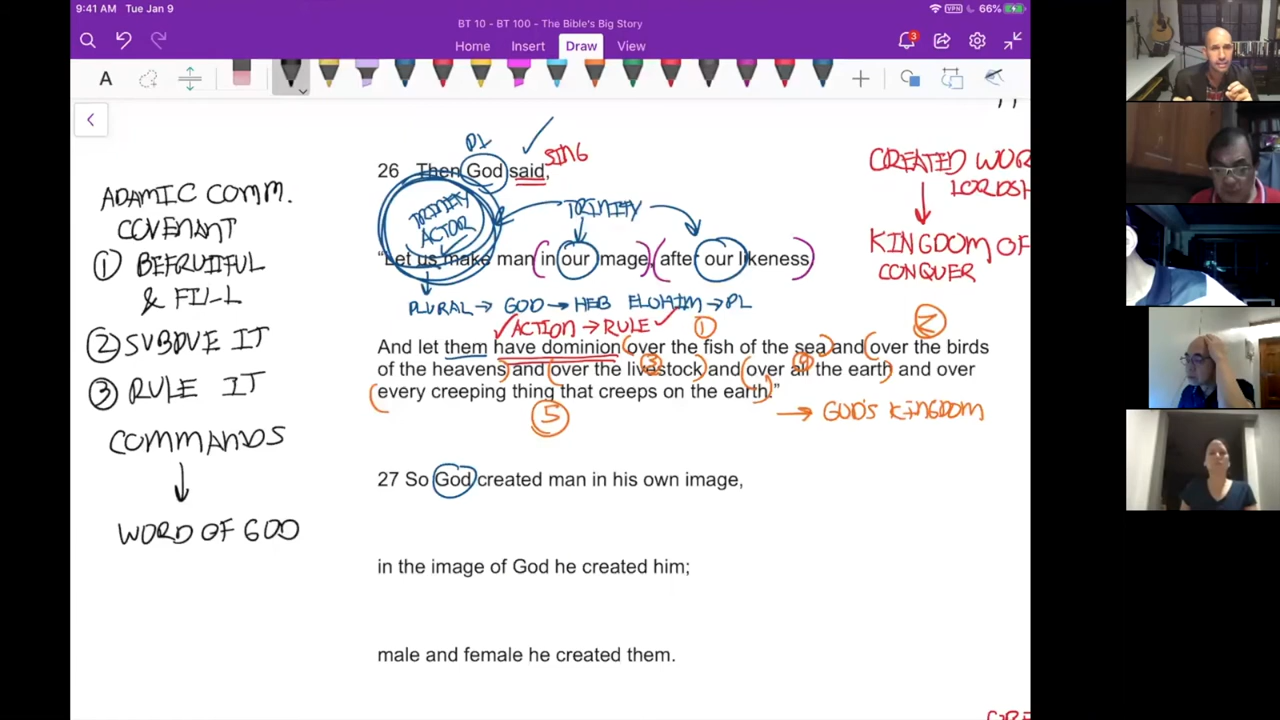 9:41 AM Tue Jan 9
66%
BT 10 - BT 100 - The Bible's Big Story
Home Insert Draw View
3
A
PL
26 Then God said, SING
TRINITY ACTOR
TRINITY
"Let us make man in our image, after our likeness
PLURAL → GOD → HEB ELOHIM → PL
ACTION → RULE
1
2
And let them have dominion over the fish of the sea and over the birds
of the heavens and over the livestock and over all the earth and over
3
4
every creeping thing that creeps on the earth."
5
→ GOD'S KINGDOM
27 So God created man in his own image,
in the image of God he created him;
male and female he created them.
ADAMIC COMM.
COVENANT
1 BEFRUITFUL
& FILL
2 SUBDUE IT
3 RULE IT
COMMANDS
WORD OF GOD
CREATED
KINGDOM OF
CONQUER